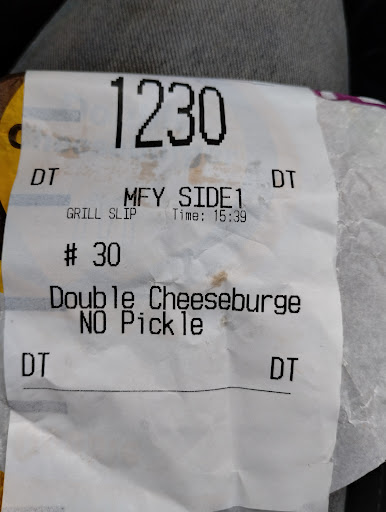 1230
DT DT
MFY SIDE1
GRILL SLIP Time: 15:39
# 30
Double Cheeseburge
NO Pickle
DT DT